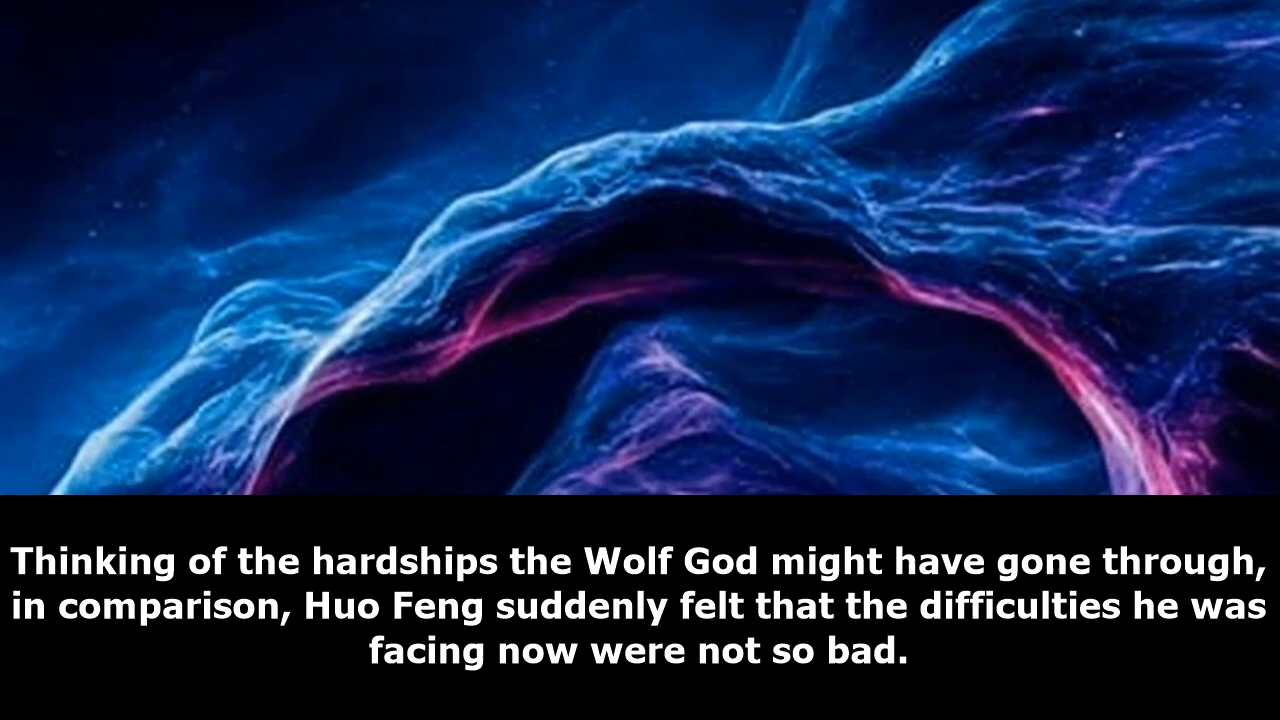 Thinking of the hardships the Wolf God might have gone through,
in comparison, Huo Feng suddenly felt that the difficulties he was
facing now were not so bad.